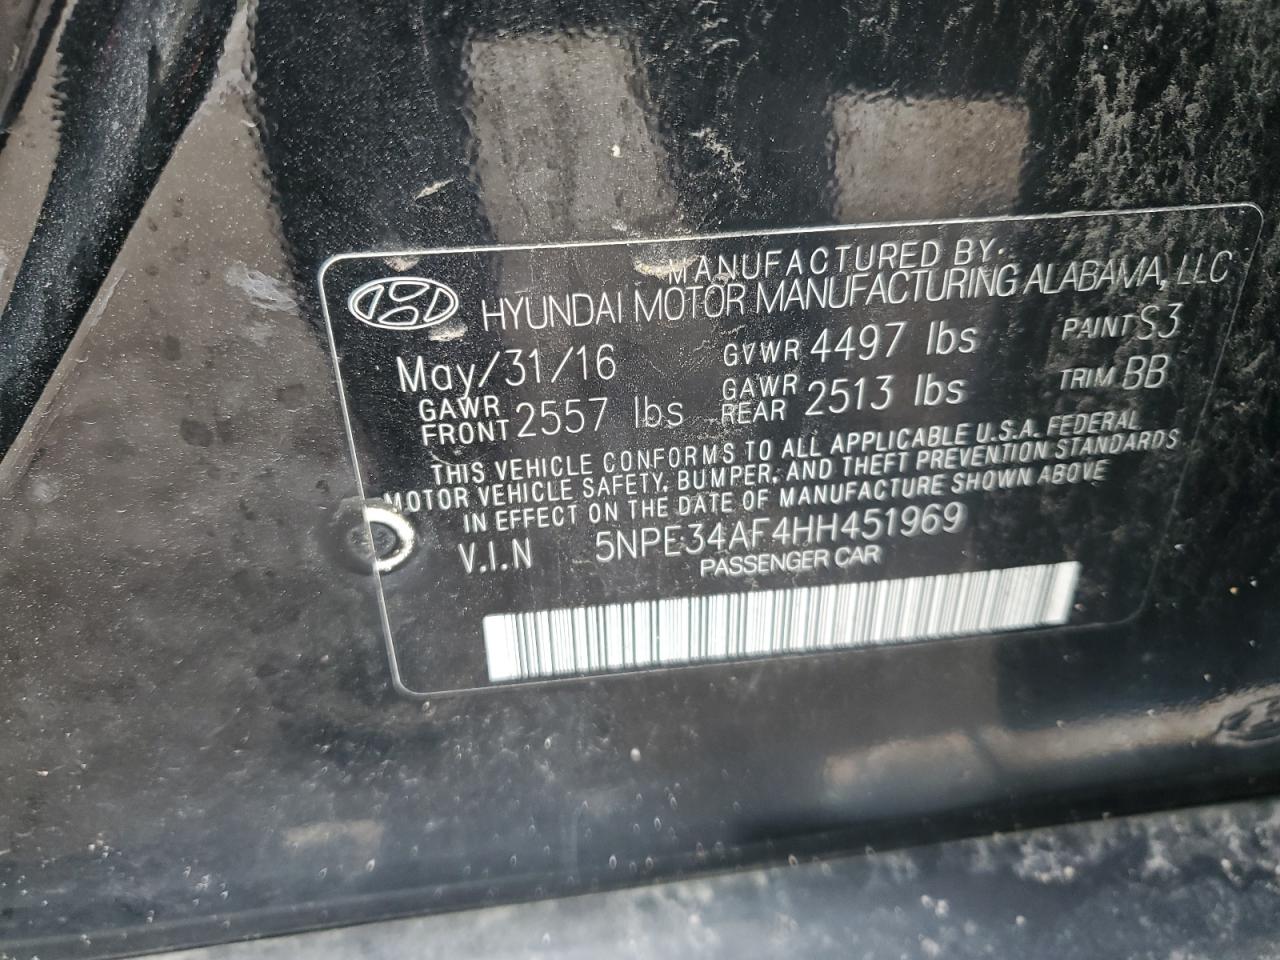 MANUFACTURED BY:
HYUNDAI MOTOR MANUFACTURING ALABAMA, LLC
May/31/16 GVWR 4497 lbs PAINT S3
GAWR FRONT 2557 lbs GAWR REAR 2513 lbs TRIM BB
THIS VEHICLE CONFORMS TO ALL APPLICABLE U.S.A. FEDERAL
MOTOR VEHICLE SAFETY, BUMPER, AND THEFT PREVENTION STANDARDS
IN EFFECT ON THE DATE OF MANUFACTURE SHOWN ABOVE
V.I.N 5NPE34AF4HH451969
PASSENGER CAR